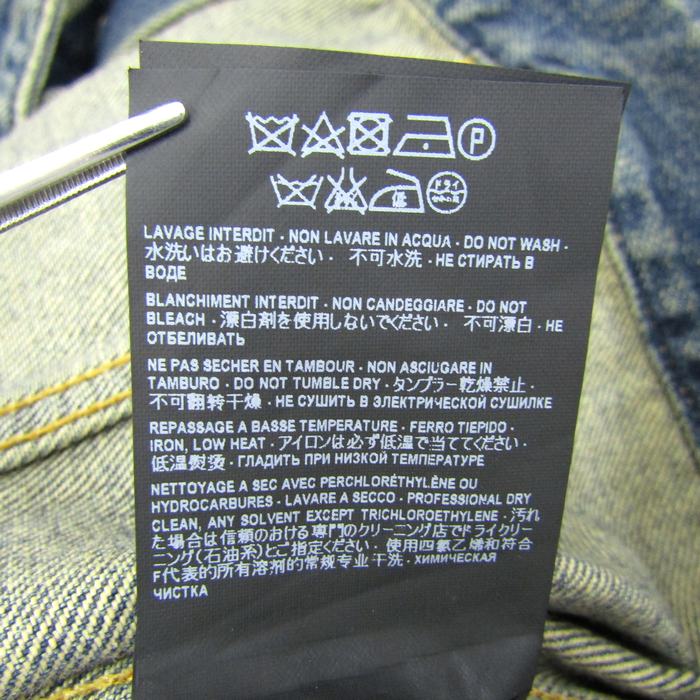 P
低 ドライ
セキユ系
LAVAGE INTERDIT · NON LAVARE IN ACQUA · DO NOT WASH ·
水洗いはお避けください · 不可水洗 · НЕ СТИРАТЬ В
ВОДЕ
BLANCHIMENT INTERDIT · NON CANDEGGIARE · DO NOT
BLEACH · 漂白剤を使用しないでください · 不可漂白 · НЕ
ОТБЕЛИВАТЬ
NE PAS SECHER EN TAMBOUR · NON ASCIUGARE IN
TAMBURO · DO NOT TUMBLE DRY · タンブラー乾燥禁止 ·
不可翻转干燥 · НЕ СУШИТЬ В ЭЛЕКТРИЧЕСКОЙ СУШИЛКЕ
REPASSAGE A BASSE TEMPERATURE · FERRO TIEPIDO ·
IRON, LOW HEAT · アイロンは必ず低温で当ててください ·
低温熨烫 · ГЛАДИТЬ ПРИ НИЗКОЙ ТЕМПЕРАТУРЕ
NETTOYAGE A SEC AVEC PERCHLORÉTHYLÈNE OU
HYDROCARBURES · LAVARE A SECCO · PROFESSIONAL DRY
CLEAN, ANY SOLVENT EXCEPT TRICHLOROETHYLENE · 汚れ
た場合は信頼のおける専門のクリーニング店でドライクリー
ニング(石油系)とご指定ください · 使用四氯乙烯和符合
F代表的所有溶剂的常规专业干洗 · ХИМИЧЕСКАЯ
ЧИСТКА